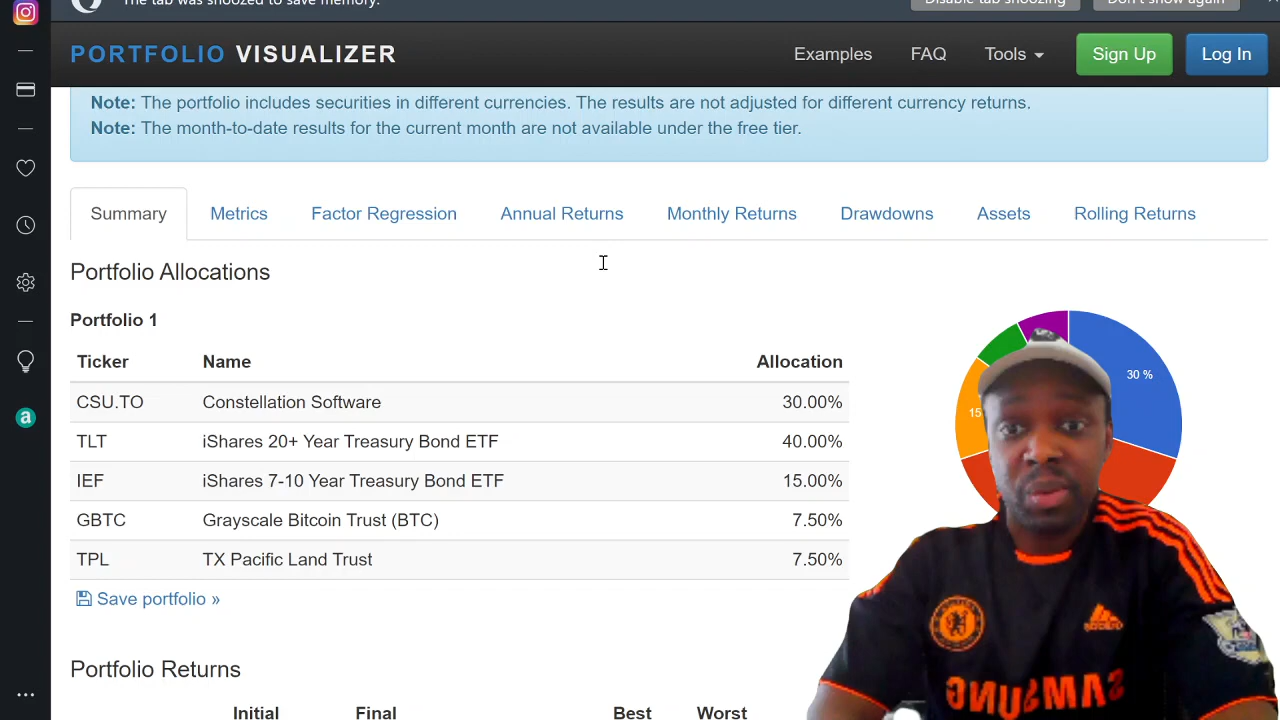 The tab was snoozed to save memory.
Disable tab snoozing
Don't show again
PORTFOLIO VISUALIZER
Examples
FAQ
Tools
Sign Up
Log In
Note: The portfolio includes securities in different currencies. The results are not adjusted for different currency returns.
Note: The month-to-date results for the current month are not available under the free tier.
Summary
Metrics
Factor Regression
Annual Returns
Monthly Returns
Drawdowns
Assets
Rolling Returns
Portfolio Allocations
Portfolio 1
Ticker Name Allocation
CSU.TO Constellation Software 30.00%
TLT iShares 20+ Year Treasury Bond ETF 40.00%
IEF iShares 7-10 Year Treasury Bond ETF 15.00%
GBTC Grayscale Bitcoin Trust (BTC) 7.50%
TPL TX Pacific Land Trust 7.50%
Save portfolio »
30 %
15
a
adidas
SAMSUNG
Portfolio Returns
Initial Final Best Worst